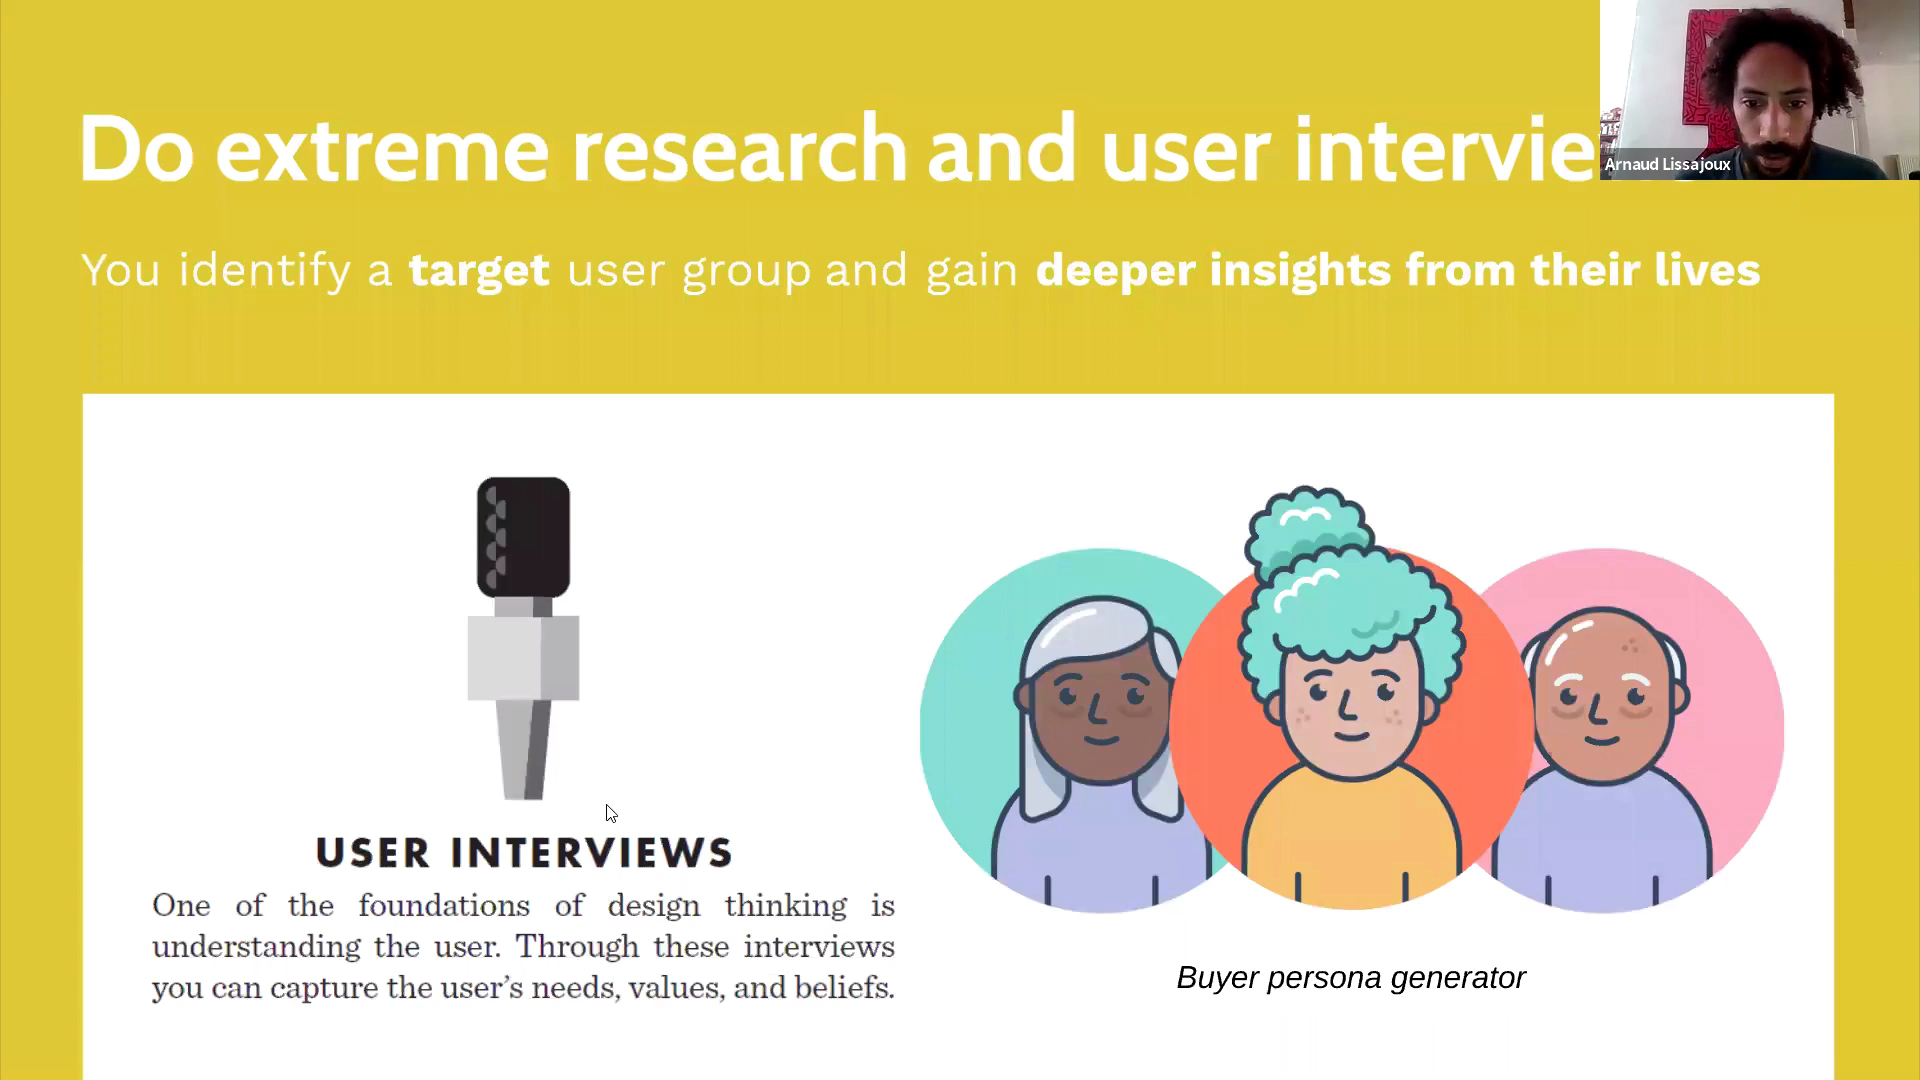 Do extreme research and user intervie
Arnaud Lissajoux
You identify a target user group and gain deeper insights from their lives
USER INTERVIEWS
One of the foundations of design thinking is
understanding the user. Through these interviews
you can capture the user's needs, values, and beliefs.
Buyer persona generator